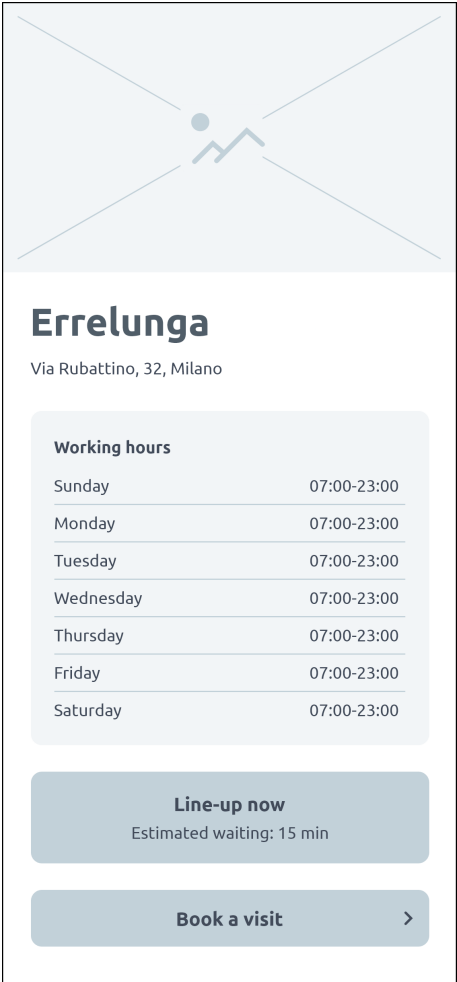 Errelunga
Via Rubattino, 32, Milano
Working hours
Sunday 07:00-23:00
Monday 07:00-23:00
Tuesday 07:00-23:00
Wednesday 07:00-23:00
Thursday 07:00-23:00
Friday 07:00-23:00
Saturday 07:00-23:00
Line-up now
Estimated waiting: 15 min
Book a visit